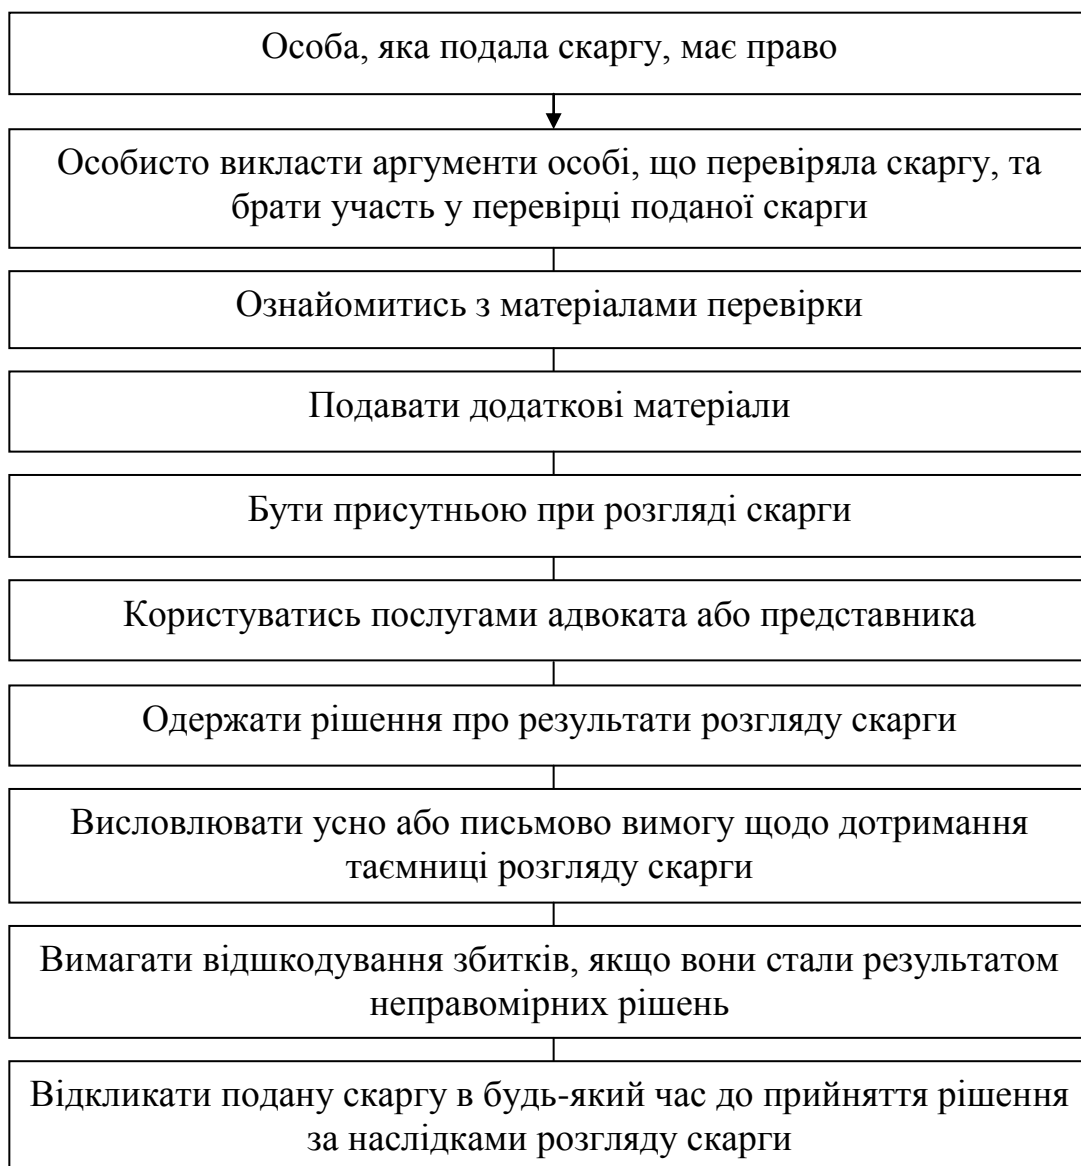 Особа, яка подала скаргу, має право
Особисто викласти аргументи особі, що перевіряла скаргу, та
брати участь у перевірці поданої скарги
Ознайомитись з матеріалами перевірки
Подавати додаткові матеріали
Бути присутньою при розгляді скарги
Користуватись послугами адвоката або представника
Одержати рішення про результати розгляду скарги
Висловлювати усно або письмово вимогу щодо дотримання
таємниці розгляду скарги
Вимагати відшкодування збитків, якщо вони стали результатом
неправомірних рішень
Відкликати подану скаргу в будь-який час до прийняття рішення
за наслідками розгляду скарги